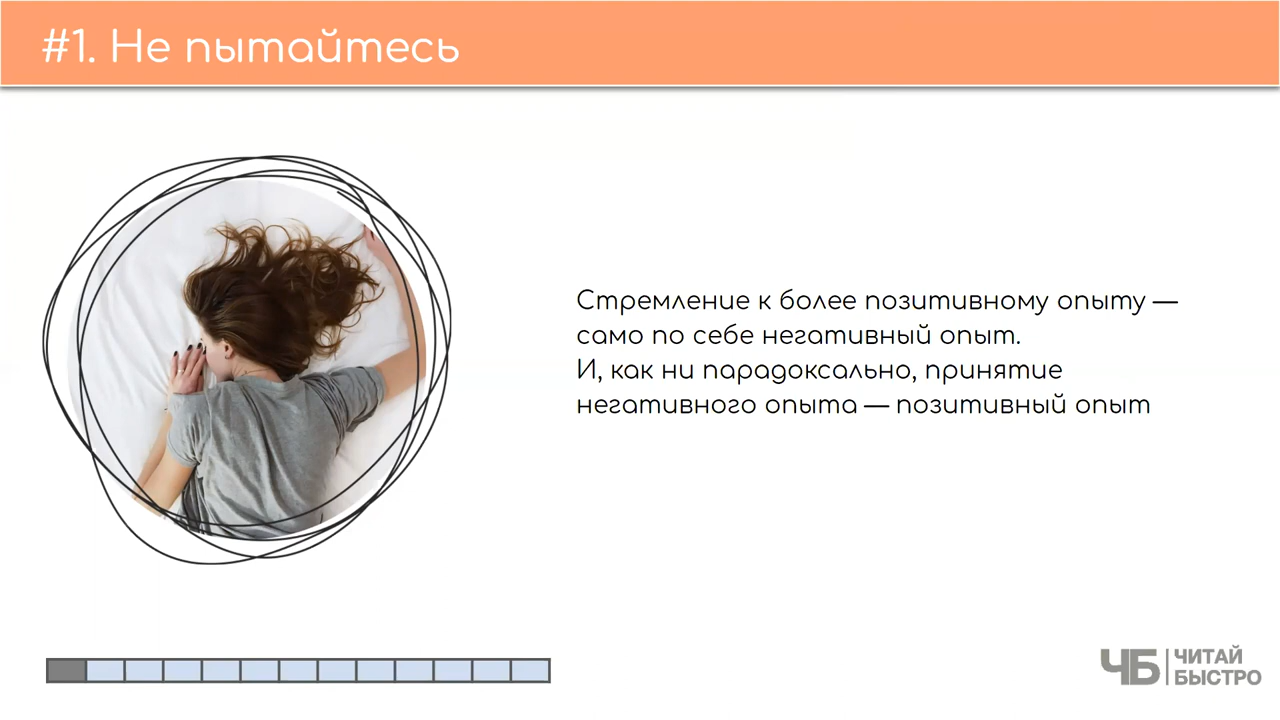 #1. Не пытайтесь
Стремление к более позитивному опыту —
само по себе негативный опыт.
И, как ни парадоксально, принятие
негативного опыта — позитивный опыт
ЧБ
ЧИТАЙ
БЫСТРО